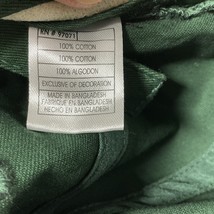 RN # 97071
100% COTTON
100% COTTON
100% ALGODON
EXCLUSIVE OF DECORATION
MADE IN BANGLADESH
FABRIQUE EN BANGLADESH
HECHO EN BANGLADESH